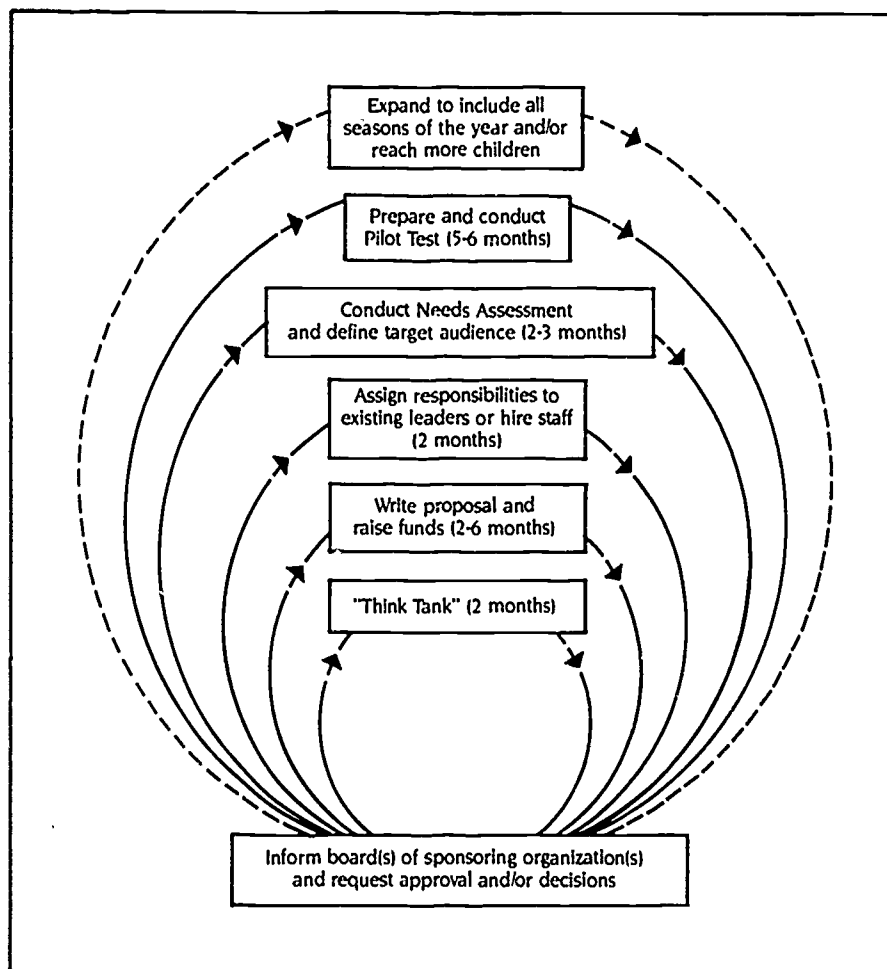 Expand to include all
seasons of the year and/or
reach more children
Prepare and conduct
Pilot Test (5-6 months)
Conduct Needs Assessment
and define target audience (2-3 months)
Assign responsibilities to
existing leaders or hire staff
(2 months)
Write proposal and
raise funds (2-6 months)
"Think Tank" (2 months)
Inform board(s) of sponsoring organization(s)
and request approval and/or decisions